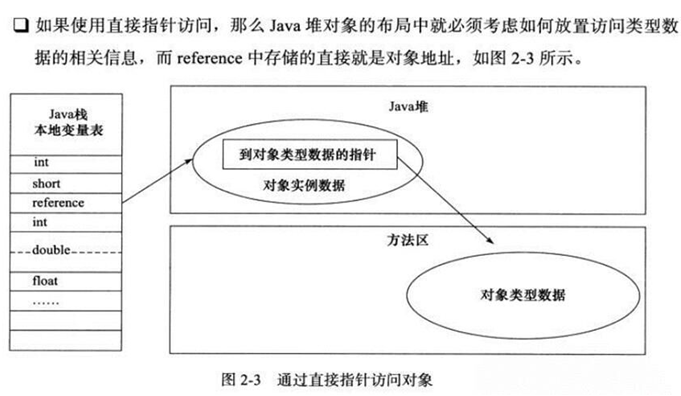 ❑ 如果使用直接指针访问，那么 Java 堆对象的布局中就必须考虑如何放置访问类型数
据的相关信息，而 reference 中存储的直接就是对象地址，如图 2-3 所示。
Java栈
本地变量表
int
short
reference
int
double
float
……
Java堆
到对象类型数据的指针
对象实例数据
方法区
对象类型数据
图 2-3 通过直接指针访问对象